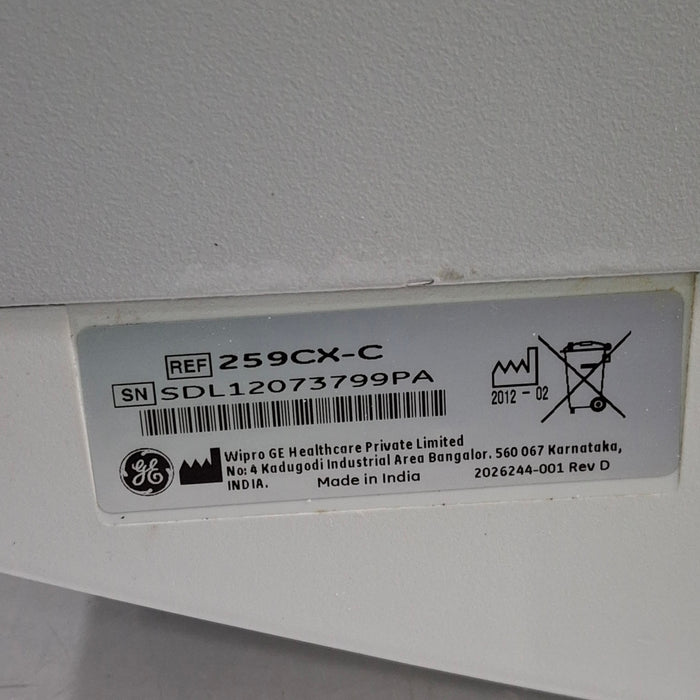 REF 259CX-C
SN SDL12073799PA
2012 - 02
GE
Wipro GE Healthcare Private Limited
No: 4 Kadugodi Industrial Area Bangalor. 560 067 Karnataka,
INDIA. Made in India 2026244-001 Rev D